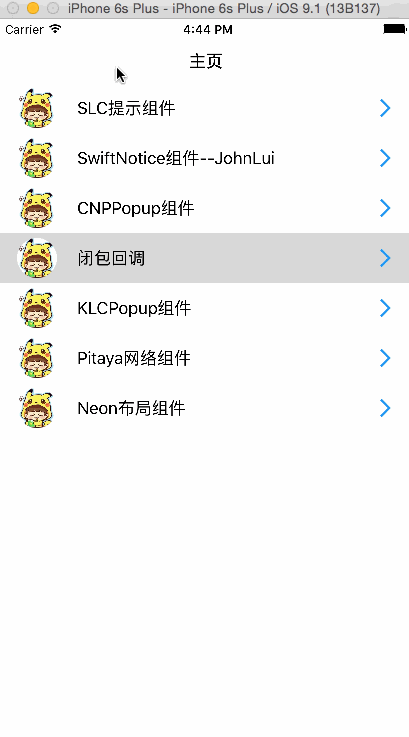 iPhone 6s Plus - iPhone 6s Plus / iOS 9.1 (13B137)
Carrier 4:44 PM
主页
SLC提示组件
SwiftNotice组件--JohnLui
CNPPopup组件
闭包回调
KLCPopup组件
Pitaya网络组件
Neon布局组件